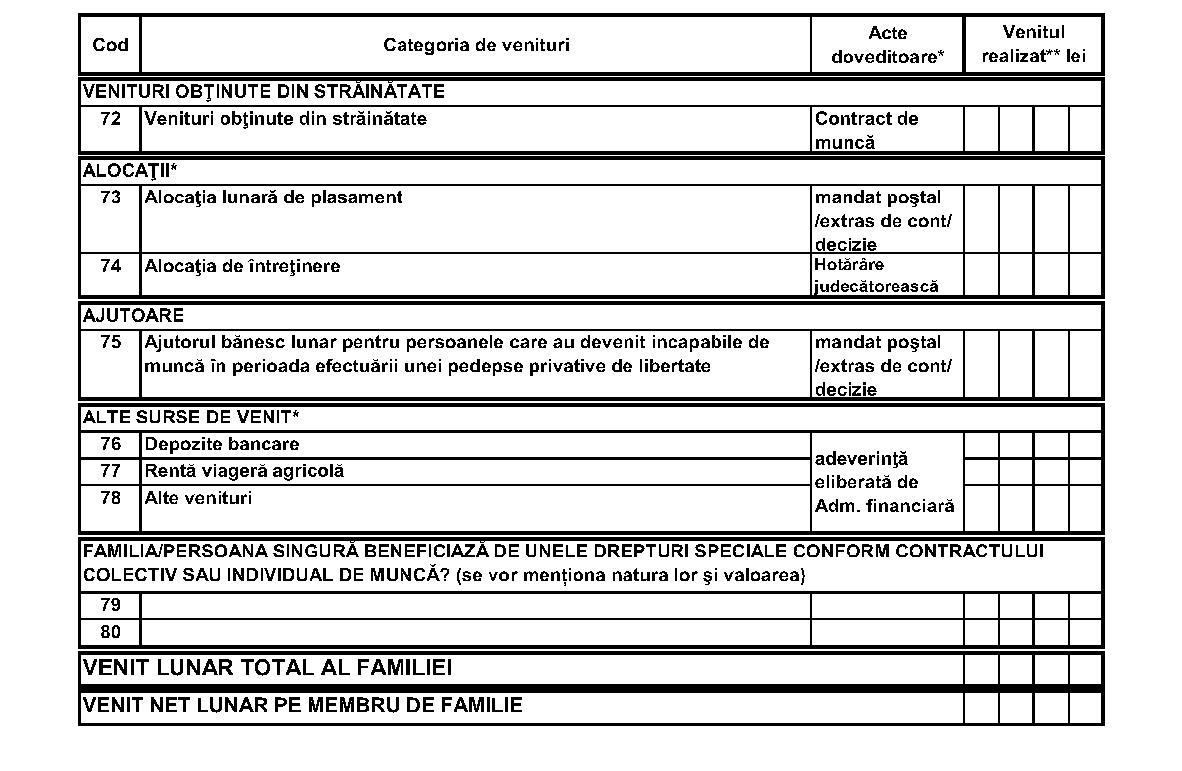 Cod Categoria de venituri Acte doveditoare* Venitul realizat** lei
VENITURI OBŢINUTE DIN STRĂINĂTATE
72 Venituri obţinute din străinătate Contract de
muncă
ALOCAŢII*
73 Alocaţia lunară de plasament mandat poştal
/extras de cont/
decizie
74 Alocaţia de întreţinere Hotărâre
judecătorească
AJUTOARE
75 Ajutorul bănesc lunar pentru persoanele care au devenit incapabile de mandat poştal
muncă în perioada efectuării unei pedepse privative de libertate /extras de cont/
decizie
ALTE SURSE DE VENIT*
76 Depozite bancare
adeverinţă
77 Rentă viageră agricolă
eliberată de
78 Alte venituri
Adm. financiară
FAMILIA/PERSOANA SINGURĂ BENEFICIAZĂ DE UNELE DREPTURI SPECIALE CONFORM CONTRACTULUI
COLECTIV SAU INDIVIDUAL DE MUNCĂ? (se vor menționa natura lor şi valoarea)
79
80
VENIT LUNAR TOTAL AL FAMILIEI
VENIT NET LUNAR PE MEMBRU DE FAMILIE